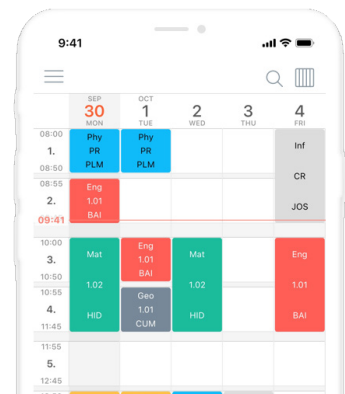 9:41
SEP OCT
30 1 2 3 4
MON TUE WED THU FRI
08:00
1.
08:50
Phy
PR
PLM
Phy
PR
PLM
Inf
CR
JOS
08:55
2.
09:41
Eng
1.01
BAI
10:00
3.
10:50
Mat
1.02
HID
Eng
1.01
BAI
Mat
1.02
HID
Eng
1.01
BAI
10:55
4.
11:45
Geo
1.01
CUM
11:55
5.
12:45